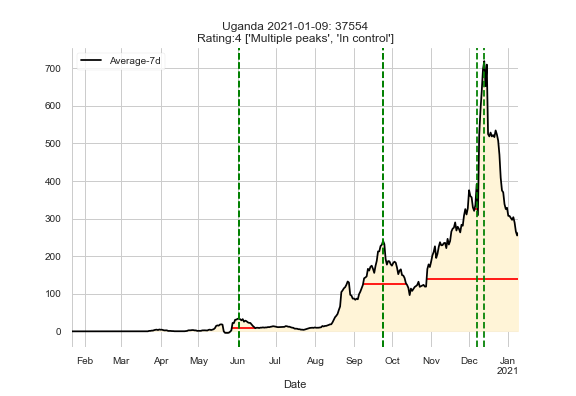 Uganda 2021-01-09: 37554
Rating:4 ['Multiple peaks', 'In control']
Average-7d
700
600
500
400
300
200
100
0
Feb Mar Apr May Jun Jul Aug Sep Oct Nov Dec Jan
2021
Date